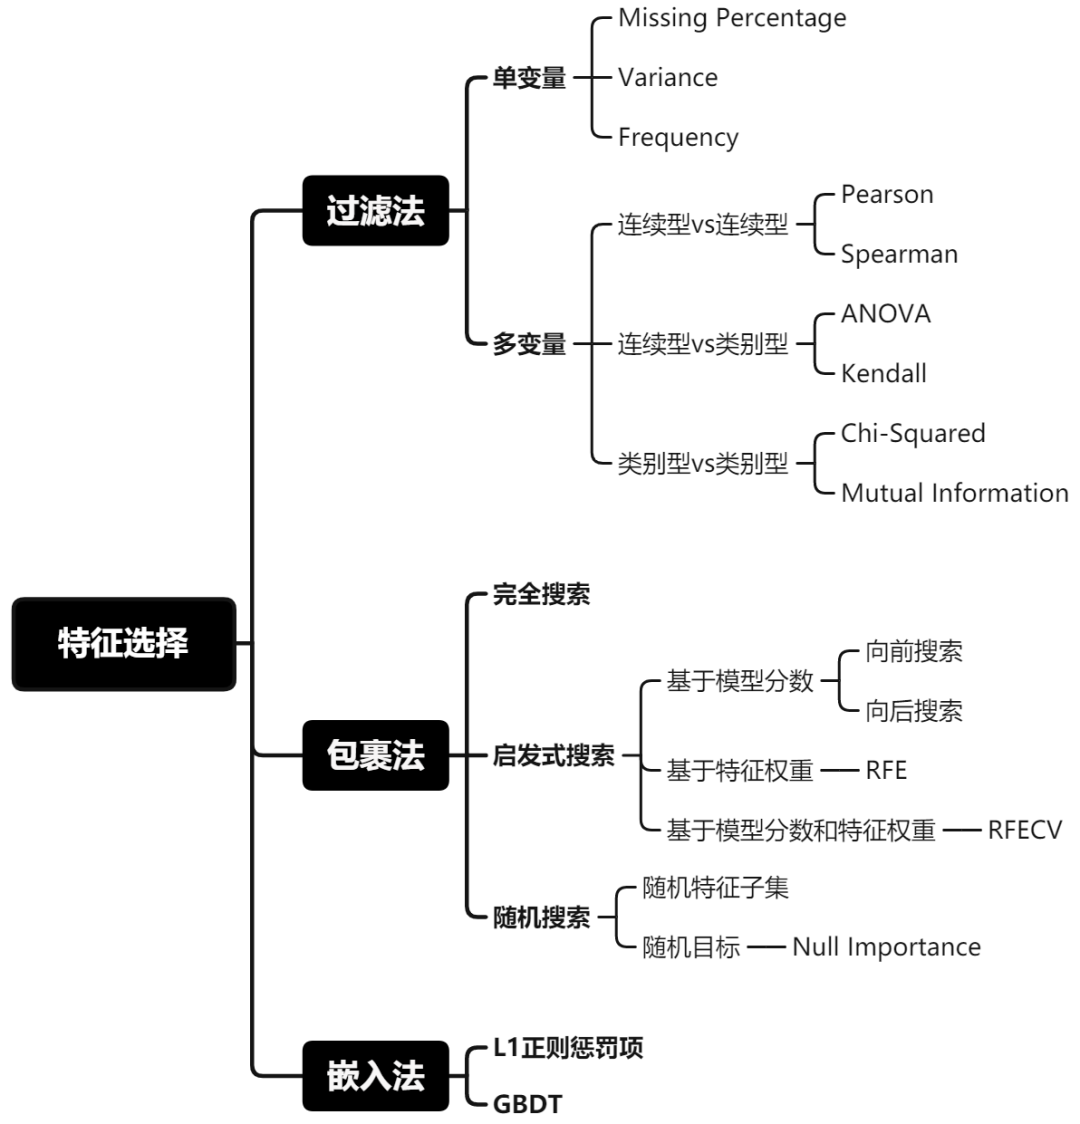 特征选择
过滤法
单变量
Missing Percentage
Variance
Frequency
多变量
连续型vs连续型
Pearson
Spearman
连续型vs类别型
ANOVA
Kendall
类别型vs类别型
Chi-Squared
Mutual Information
包裹法
完全搜索
启发式搜索
基于模型分数
向前搜索
向后搜索
基于特征权重
RFE
基于模型分数和特征权重
RFECV
随机搜索
随机特征子集
随机目标
Null Importance
嵌入法
L1正则惩罚项
GBDT